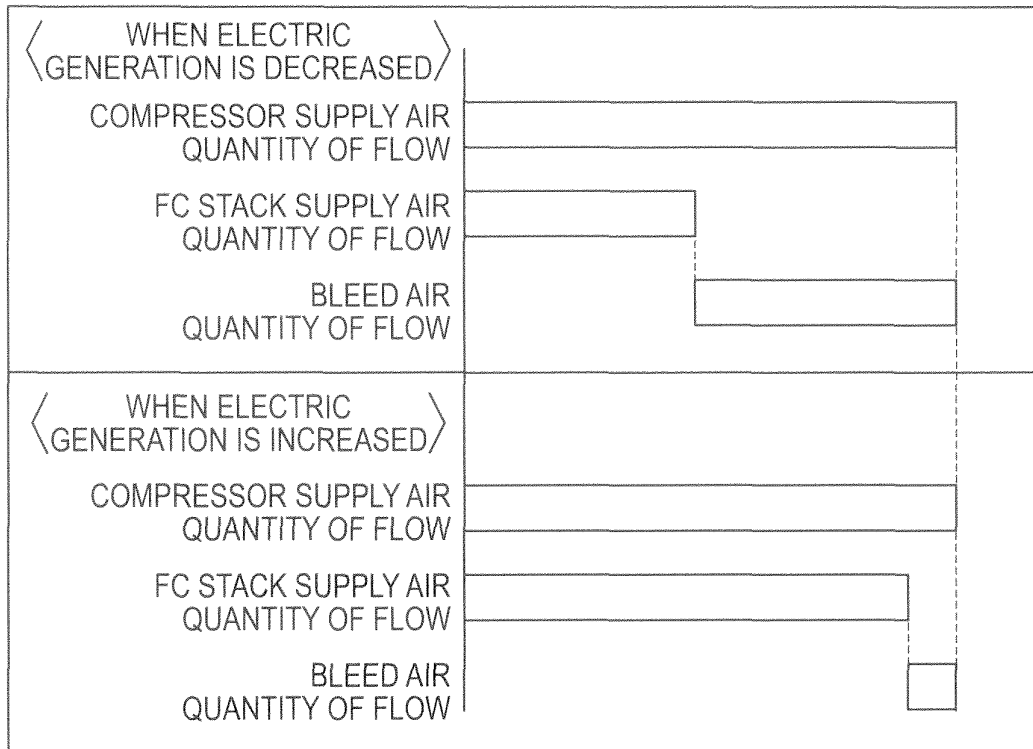 WHEN ELECTRIC
GENERATION IS DECREASED
COMPRESSOR SUPPLY AIR
QUANTITY OF FLOW
FC STACK SUPPLY AIR
QUANTITY OF FLOW
BLEED AIR
QUANTITY OF FLOW
WHEN ELECTRIC
GENERATION IS INCREASED
COMPRESSOR SUPPLY AIR
QUANTITY OF FLOW
FC STACK SUPPLY AIR
QUANTITY OF FLOW
BLEED AIR
QUANTITY OF FLOW